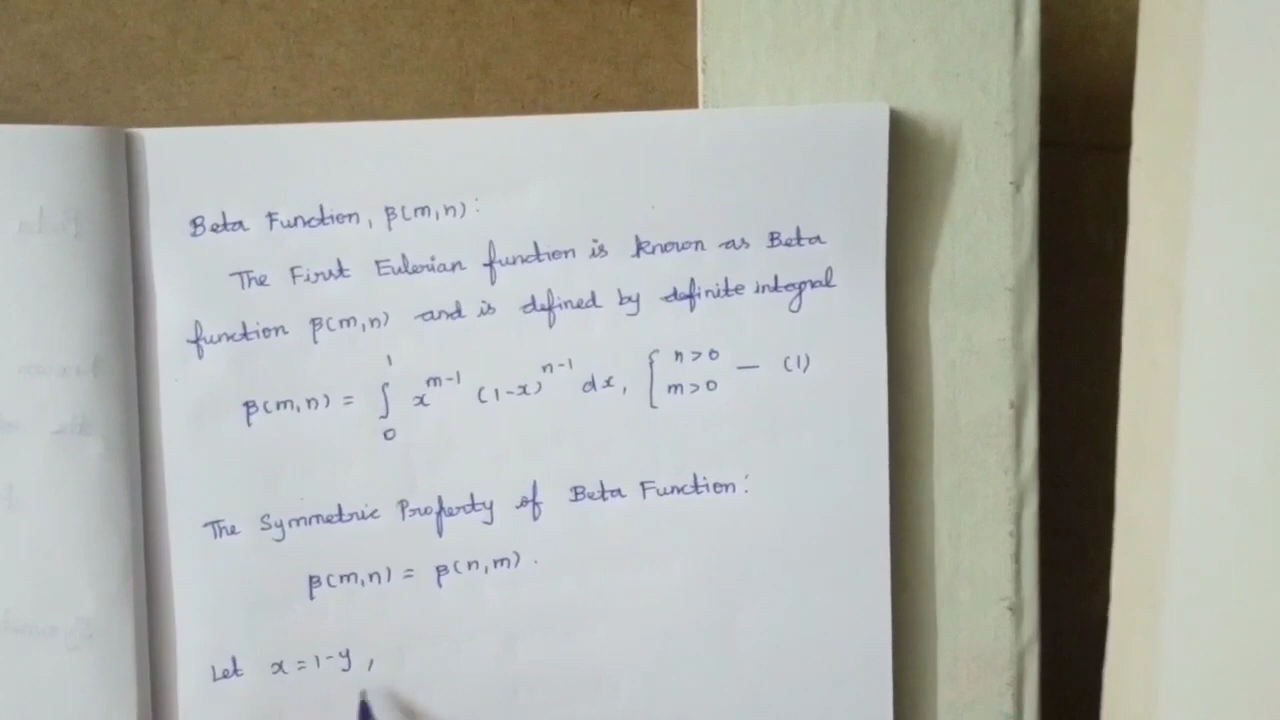 Beta Function, β(m,n):
The First Eulerian function is known as Beta
function β(m,n) and is defined by definite integral
β(m,n) = ∫₀¹ x^(m-1) (1-x)^(n-1) dx, { n>0 m>0 — (1)
The Symmetric Property of Beta Function:
β(m,n) = β(n,m).
Let x = 1-y,